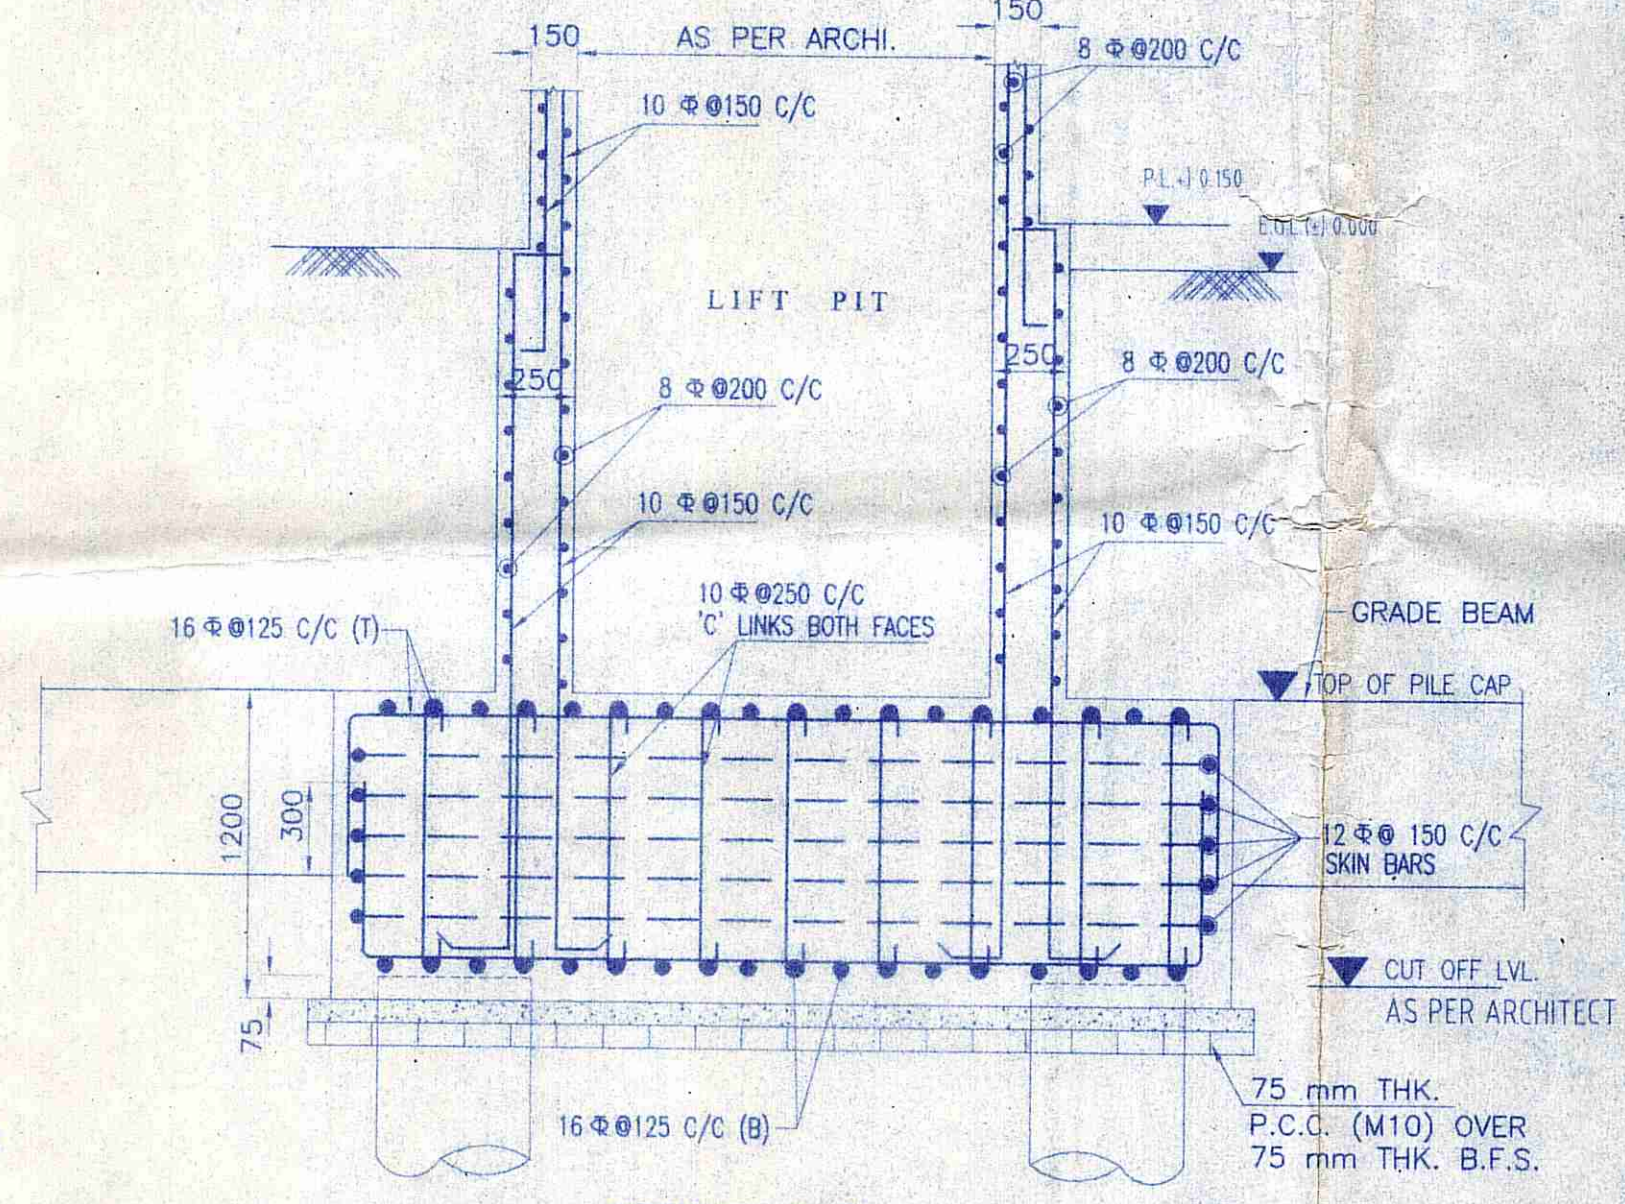 150
150
AS PER ARCHI.
8 Φ @200 C/C
10 Φ @150 C/C
P.L.+) 0.150
E.G.L (±) 0.000
LIFT PIT
250
250
8 Φ @200 C/C
8 Φ @200 C/C
10 Φ @150 C/C
10 Φ @150 C/C
10 Φ @250 C/C
'C' LINKS BOTH FACES
16 Φ @125 C/C (T)
GRADE BEAM
TOP OF PILE CAP
1200
300
12 Φ @ 150 C/C
SKIN BARS
CUT OFF LVL.
AS PER ARCHITECT
75
75 mm THK.
P.C.C. (M10) OVER
75 mm THK. B.F.S.
16 Φ @125 C/C (B)